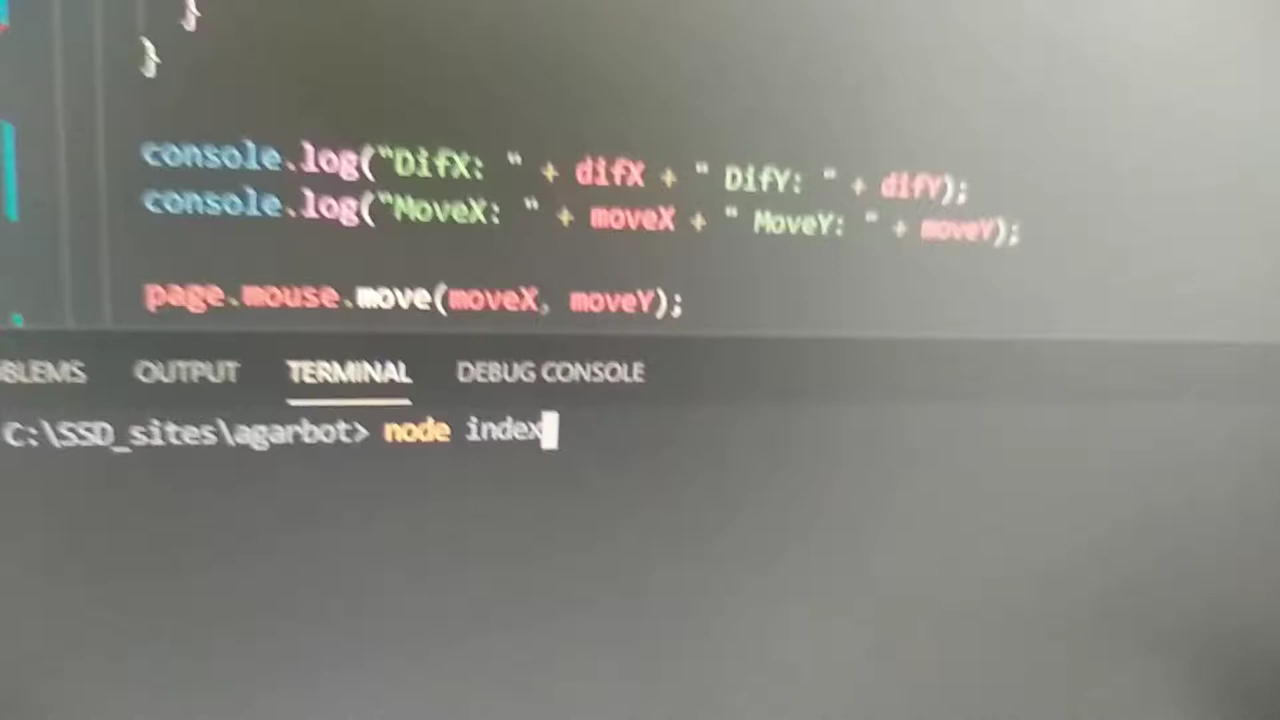 }
}
console.log("DifX: " + difX + " DifY: " + difY);
console.log("MoveX: " + moveX + " MoveY: " + moveY);
page.mouse.move(moveX, moveY);
BLEMS OUTPUT TERMINAL DEBUG CONSOLE
C:\SSD_sites\agarbot> node index